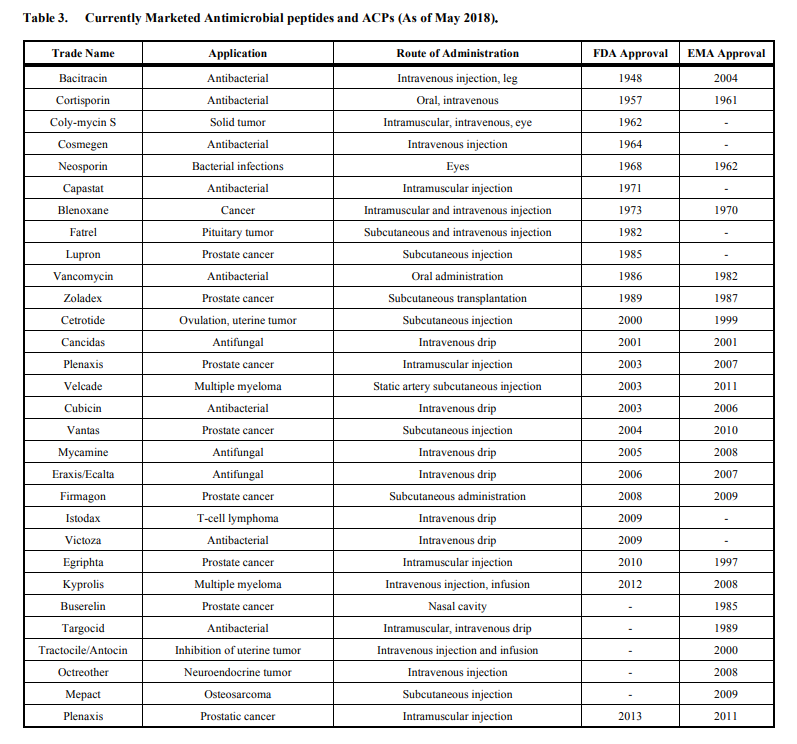 Table 3. Currently Marketed Antimicrobial peptides and ACPs (As of May 2018).
Trade Name Application Route of Administration FDA Approval EMA Approval
Bacitracin Antibacterial Intravenous injection, leg 1948 2004
Cortisporin Antibacterial Oral, intravenous 1957 1961
Coly-mycin S Solid tumor Intramuscular, intravenous, eye 1962 -
Cosmegen Antibacterial Intravenous injection 1964 -
Neosporin Bacterial infections Eyes 1968 1962
Capastat Antibacterial Intramuscular injection 1971 -
Blenoxane Cancer Intramuscular and intravenous injection 1973 1970
Fatrel Pituitary tumor Subcutaneous and intravenous injection 1982 -
Lupron Prostate cancer Subcutaneous injection 1985 -
Vancomycin Antibacterial Oral administration 1986 1982
Zoladex Prostate cancer Subcutaneous transplantation 1989 1987
Cetrotide Ovulation, uterine tumor Subcutaneous injection 2000 1999
Cancidas Antifungal Intravenous drip 2001 2001
Plenaxis Prostate cancer Intramuscular injection 2003 2007
Velcade Multiple myeloma Static artery subcutaneous injection 2003 2011
Cubicin Antibacterial Intravenous drip 2003 2006
Vantas Prostate cancer Subcutaneous injection 2004 2010
Mycamine Antifungal Intravenous drip 2005 2008
Eraxis/Ecalta Antifungal Intravenous drip 2006 2007
Firmagon Prostate cancer Subcutaneous administration 2008 2009
Istodax T-cell lymphoma Intravenous drip 2009 -
Victoza Antibacterial Intravenous drip 2009 -
Egriphta Prostate cancer Intramuscular injection 2010 1997
Kyprolis Multiple myeloma Intravenous injection, infusion 2012 2008
Buserelin Prostate cancer Nasal cavity - 1985
Targocid Antibacterial Intramuscular, intravenous drip - 1989
Tractocile/Antocin Inhibition of uterine tumor Intravenous injection and infusion - 2000
Octreother Neuroendocrine tumor Intravenous injection - 2008
Mepact Osteosarcoma Subcutaneous injection - 2009
Plenaxis Prostatic cancer Intramuscular injection 2013 2011